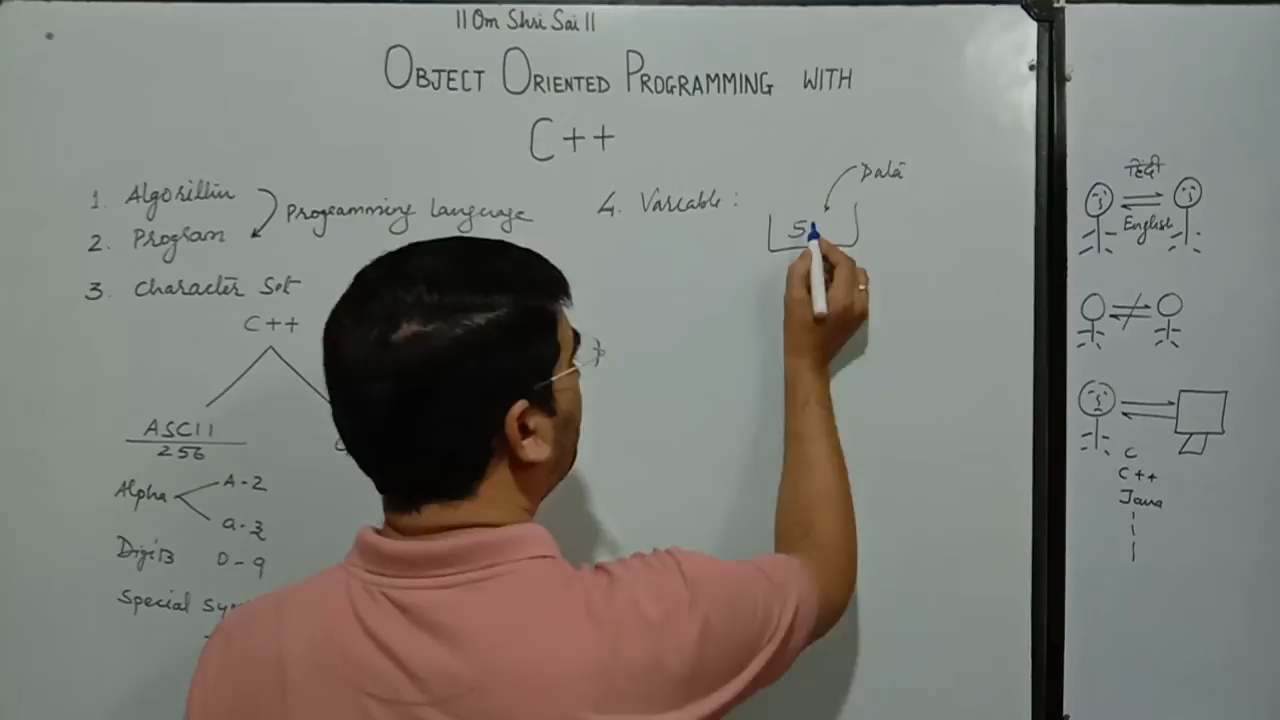 || Om Shri Sai ||
OBJECT ORIENTED PROGRAMMING WITH
C++
1. Algorithm
Programming Language
2. Program
3. Character Set
C++
ASCII
256
Alpha
A-Z
a-z
Digits 0-9
Special
4. Variable :
Data
5
हिंदी
English
C
C++
Java